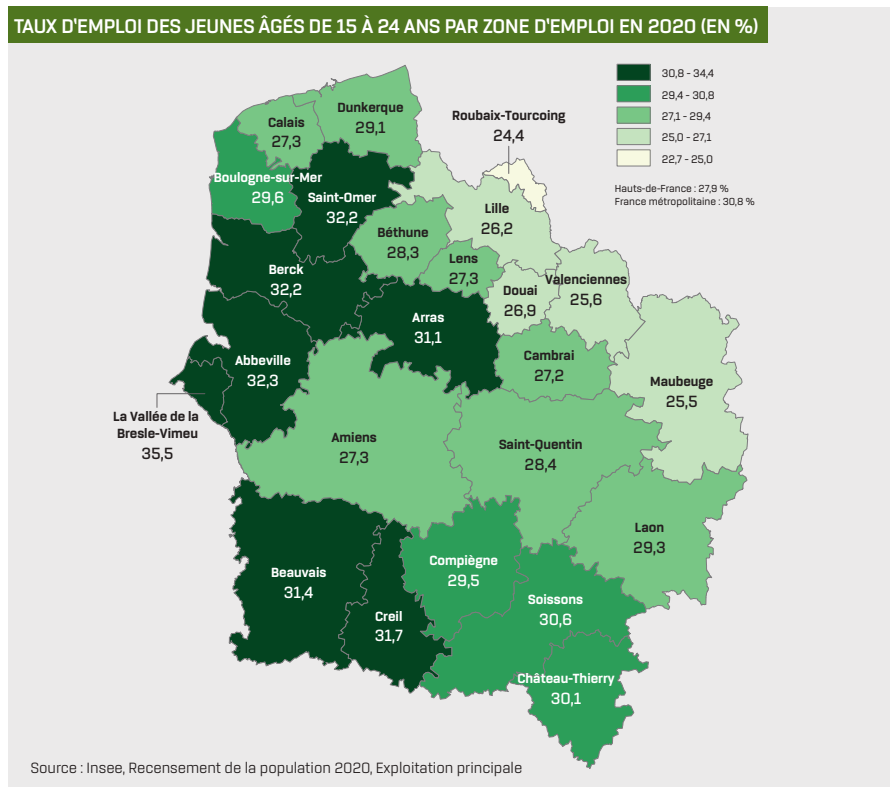 TAUX D'EMPLOI DES JEUNES ÂGÉS DE 15 À 24 ANS PAR ZONE D'EMPLOI EN 2020 (EN %)
30,8 - 34,4
29,4 - 30,8
27,1 - 29,4
25,0 - 27,1
22,7 - 25,0
Hauts-de-France : 27,9 %
France métropolitaine : 30,8 %
Dunkerque
29,1
Calais
27,3
Roubaix-Tourcoing
24,4
Boulogne-sur-Mer
29,6
Saint-Omer
32,2
Lille
26,2
Béthune
28,3
Lens
27,3
Berck
32,2
Douai
26,9
Valenciennes
25,6
Arras
31,1
Abbeville
32,3
Cambrai
27,2
Maubeuge
25,5
La Vallée de la
Bresle-Vimeu
35,5
Amiens
27,3
Saint-Quentin
28,4
Laon
29,3
Beauvais
31,4
Compiègne
29,5
Creil
31,7
Soissons
30,6
Château-Thierry
30,1
Source : Insee, Recensement de la population 2020, Exploitation principale